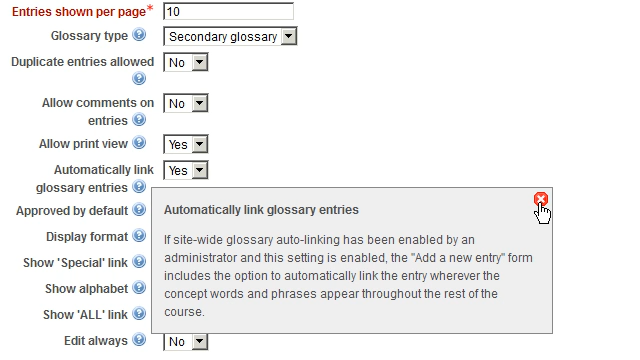 Entries shown per page* 10
Glossary type Secondary glossary
Duplicate entries allowed No
Allow comments on
entries No
Allow print view Yes
Automatically link
glossary entries Yes
Approved by default
Display format
Show 'Special' link
Show alphabet
Show 'ALL' link
Edit always No
Automatically link glossary entries
If site-wide glossary auto-linking has been enabled by an
administrator and this setting is enabled, the "Add a new entry" form
includes the option to automatically link the entry wherever the
concept words and phrases appear throughout the rest of the
course.